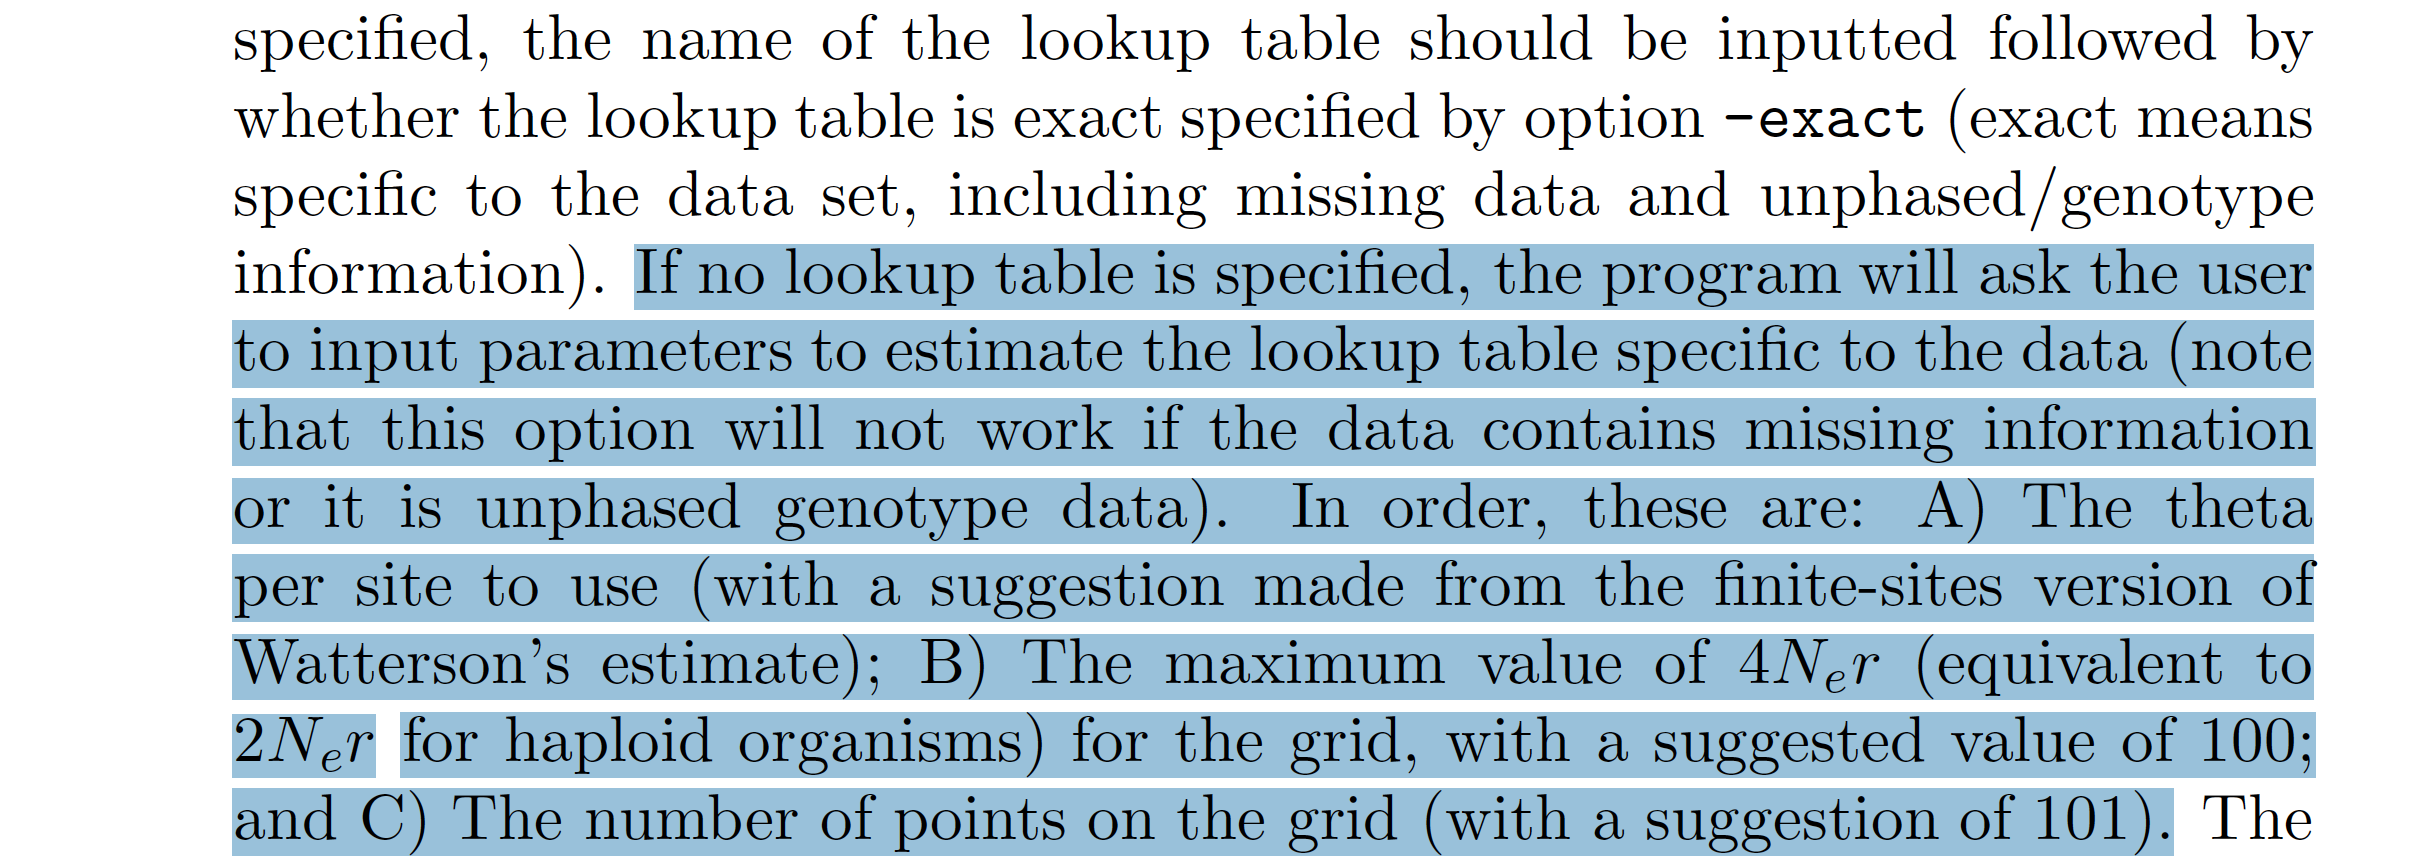 specified, the name of the lookup table should be inputted followed by
whether the lookup table is exact specified by option -exact (exact means
specific to the data set, including missing data and unphased/genotype
information). If no lookup table is specified, the program will ask the user
to input parameters to estimate the lookup table specific to the data (note
that this option will not work if the data contains missing information
or it is unphased genotype data). In order, these are: A) The theta
per site to use (with a suggestion made from the finite-sites version of
Watterson's estimate); B) The maximum value of 4Nₑr (equivalent to
2Nₑr for haploid organisms) for the grid, with a suggested value of 100;
and C) The number of points on the grid (with a suggestion of 101). The